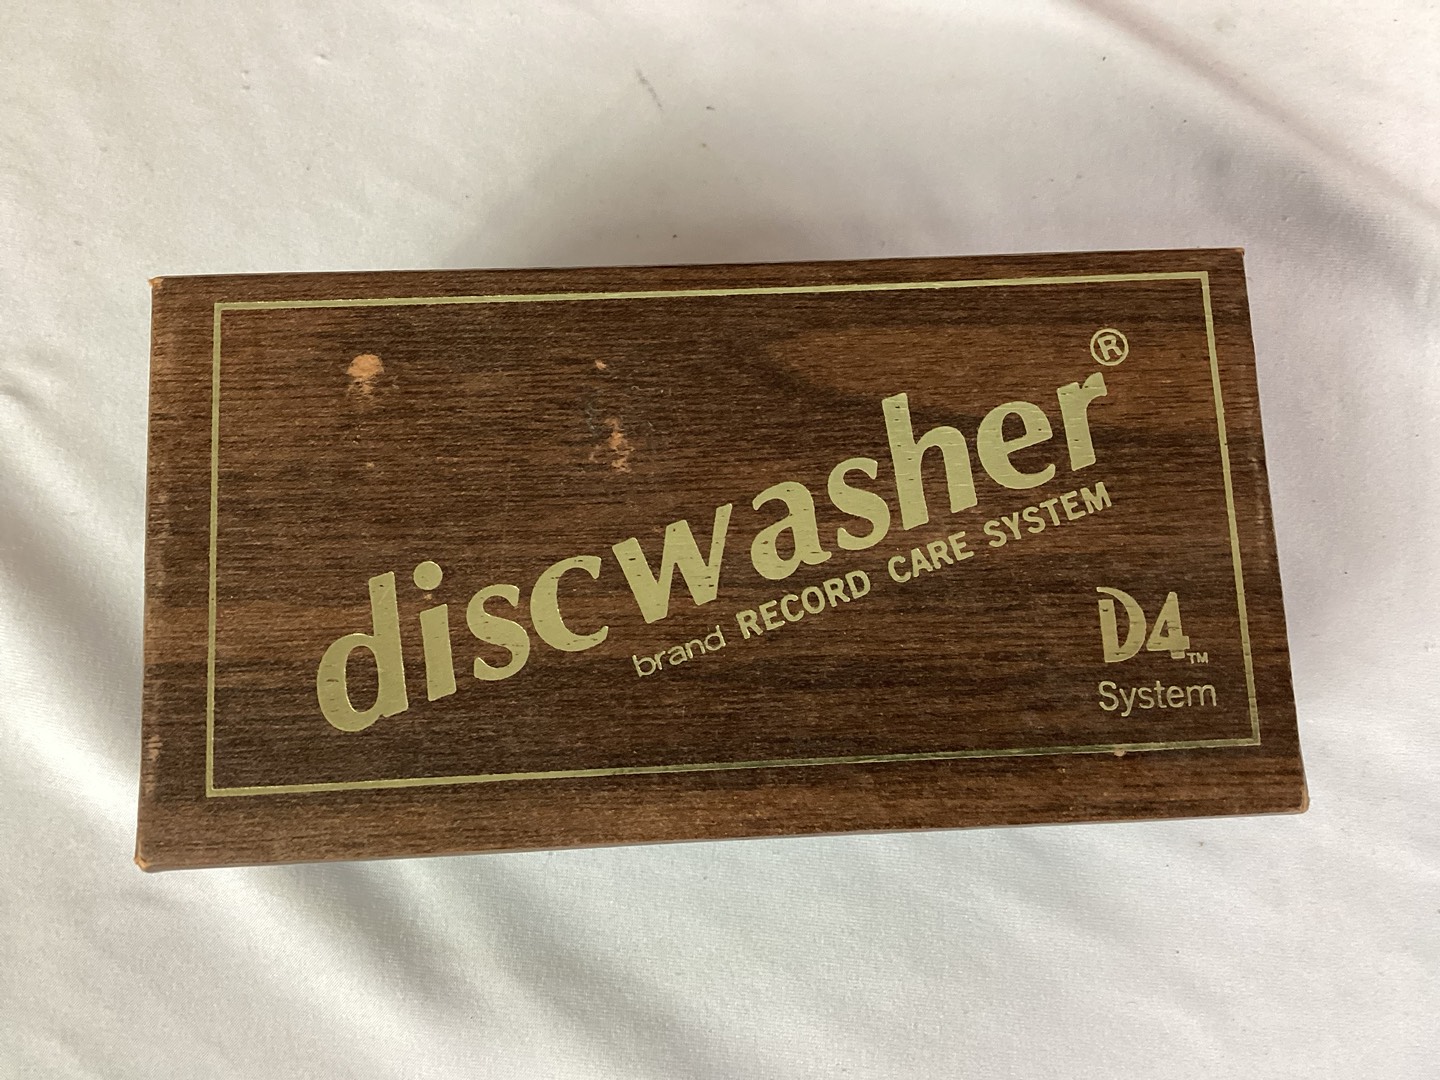 discwasher®
brand RECORD CARE SYSTEM
D4™
System